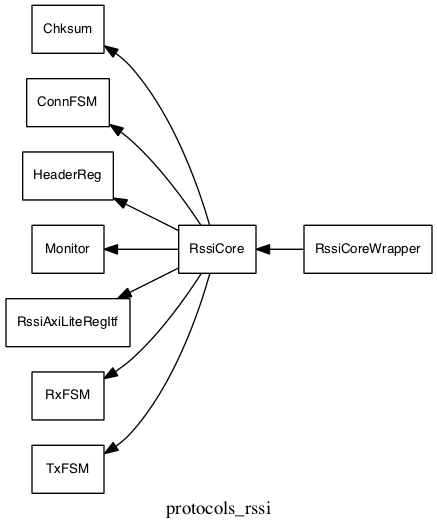 Chksum
ConnFSM
HeaderReg
Monitor
RssiCore
RssiCoreWrapper
RssiAxiLiteRegItf
RxFSM
TxFSM
protocols_rssi